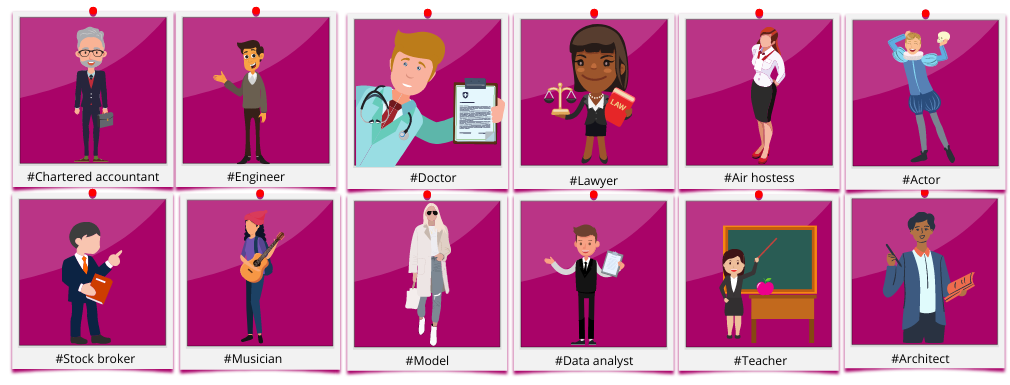 #Chartered accountant
#Engineer
#Doctor
LAW
#Lawyer
#Air hostess
#Actor
#Stock broker
#Musician
#Model
#Data analyst
#Teacher
#Architect